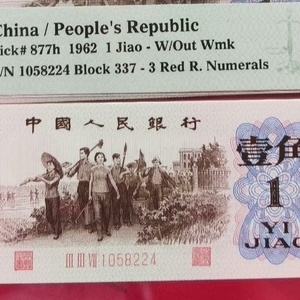 China / People's Republic
ick# 877h 1962 1 Jiao - W/Out Wmk
/N 1058224 Block 337 - 3 Red R. Numerals
中國人民銀行
壹角
1
YI
JIAO
III III VII 1058224